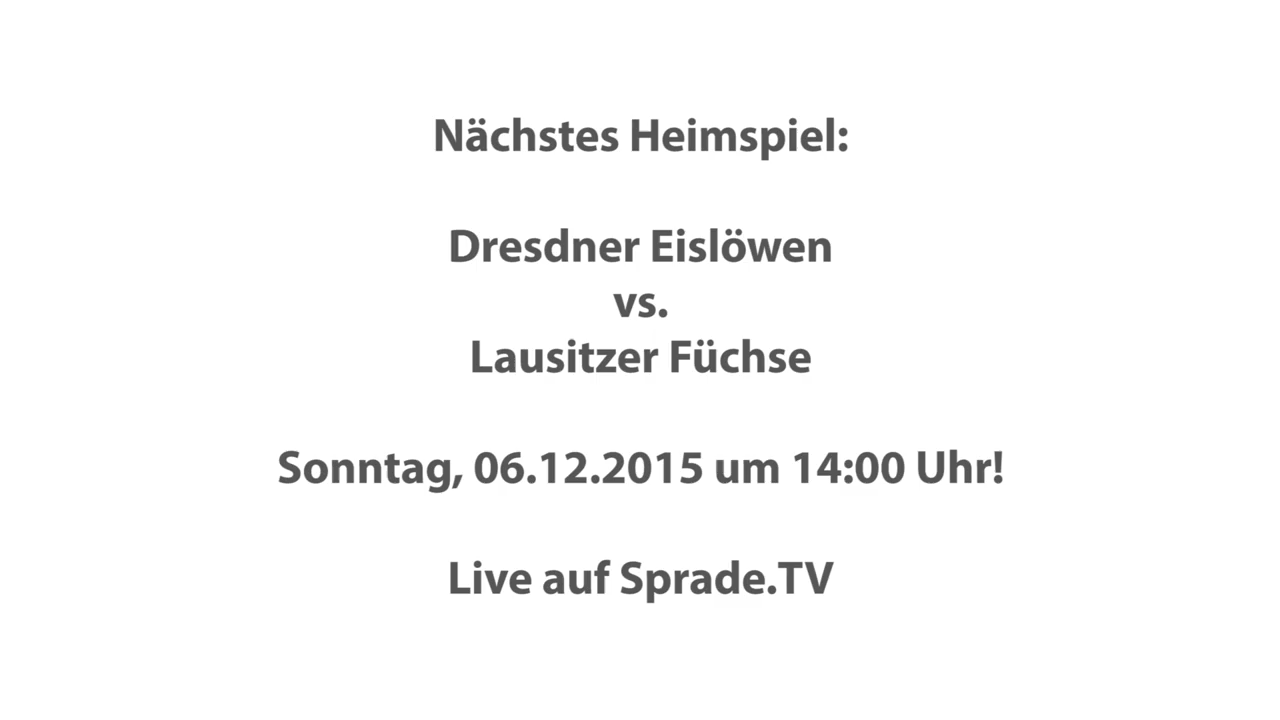 Nächstes Heimspiel:
Dresdner Eislöwen
vs.
Lausitzer Füchse
Sonntag, 06.12.2015 um 14:00 Uhr!
Live auf Sprade.TV